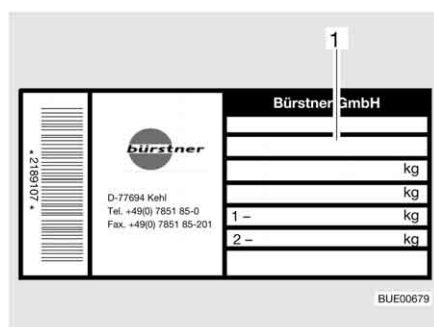 1
Bürstner GmbH
* 2189107 *
bürstner
D-77694 Kehl
Tel. +49(0) 7851 85-0
Fax. +49(0) 7851 85-201
kg
kg
1 – kg
2 – kg
BUE00679